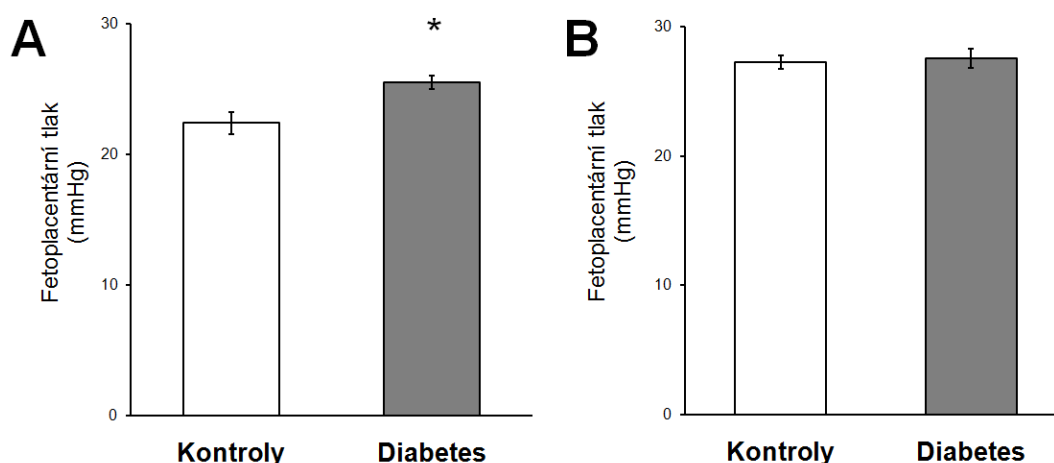 A
*
30
20
10
0
Fetoplacentární tlak
(mmHg)
Kontroly
Diabetes
B
30
20
10
0
Fetoplacentární tlak
(mmHg)
Kontroly
Diabetes